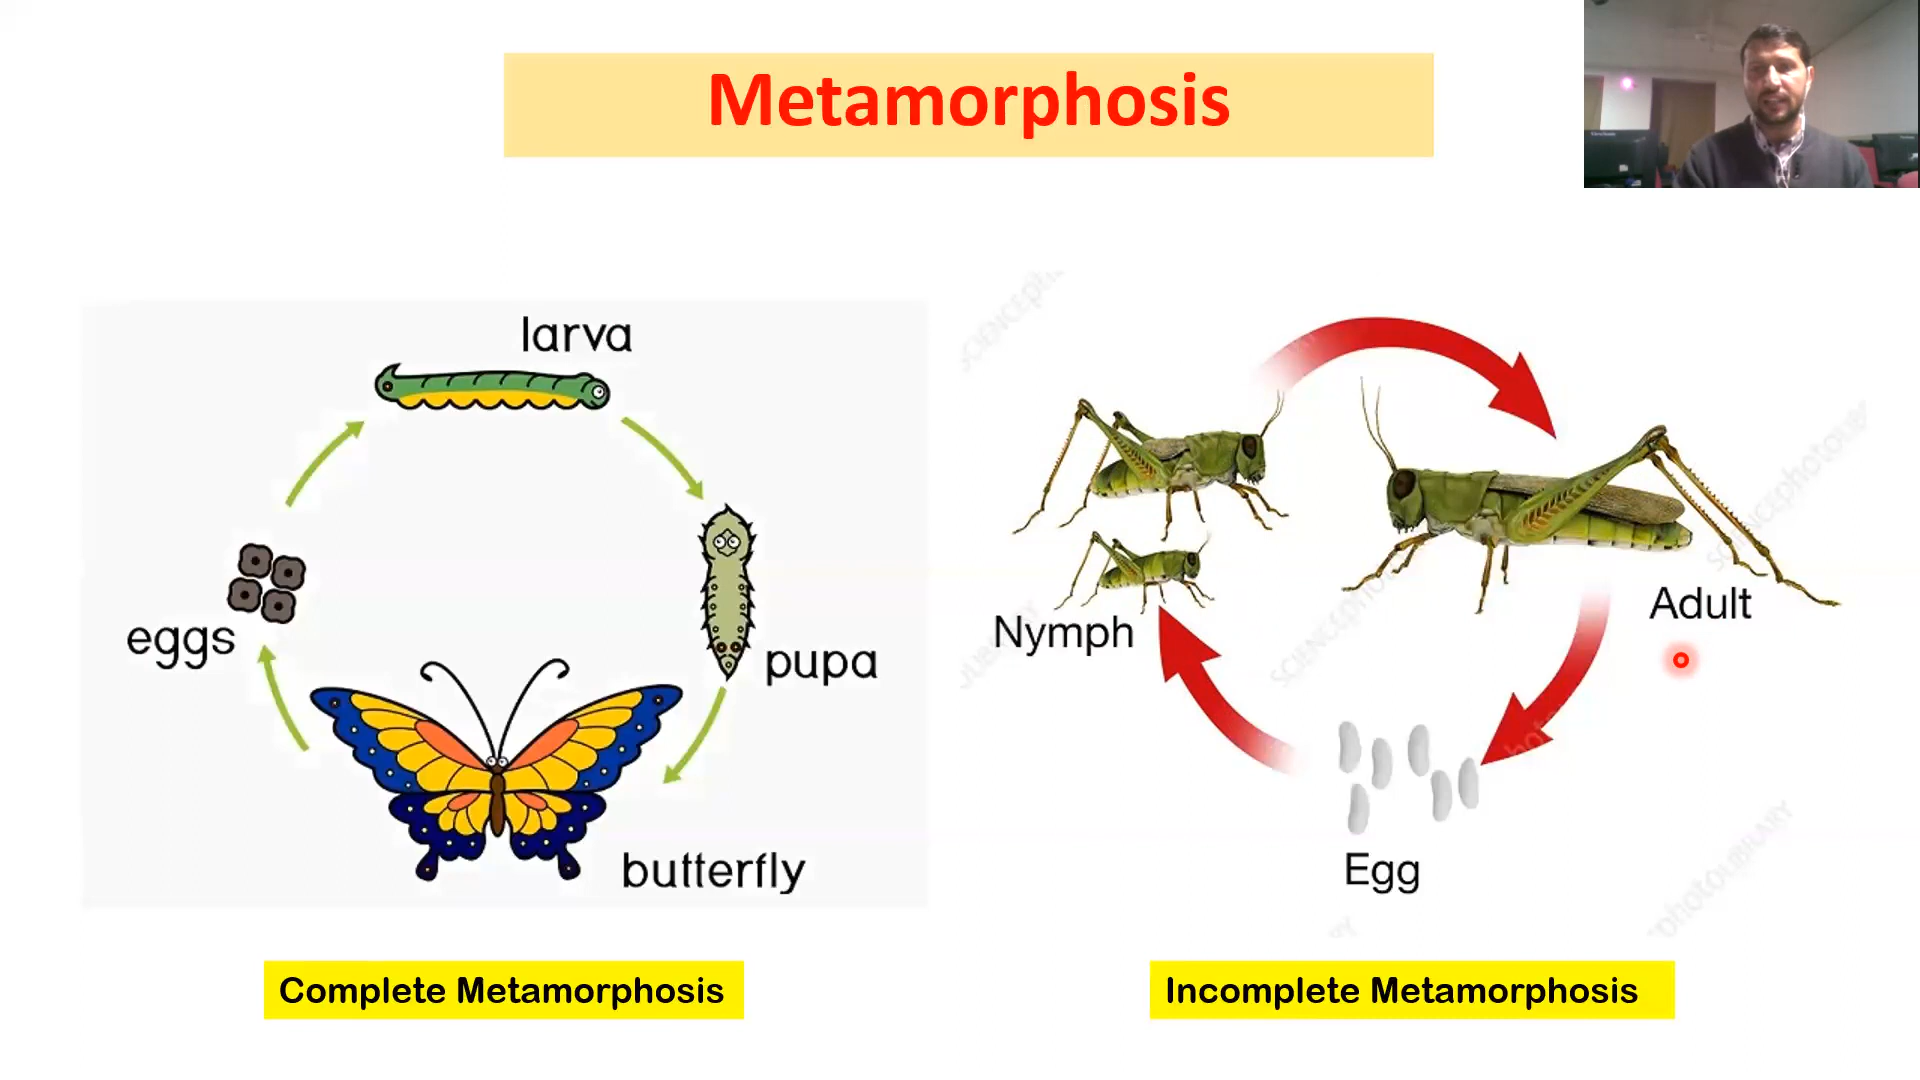 Metamorphosis
larva
eggs
pupa
butterfly
Complete Metamorphosis
Nymph
Adult
Egg
Incomplete Metamorphosis